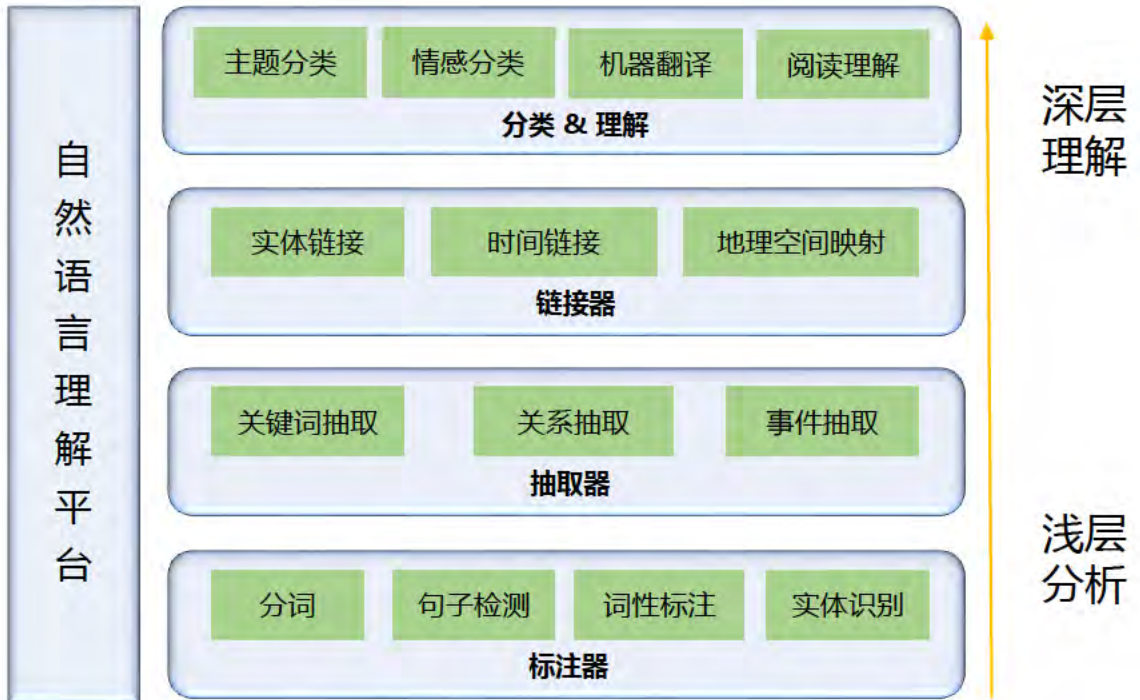 自然语言理解平台
主题分类 情感分类 机器翻译 阅读理解
分类 & 理解
实体链接 时间链接 地理空间映射
链接器
关键词抽取 关系抽取 事件抽取
抽取器
分词 句子检测 词性标注 实体识别
标注器
深层
理解
浅层
分析